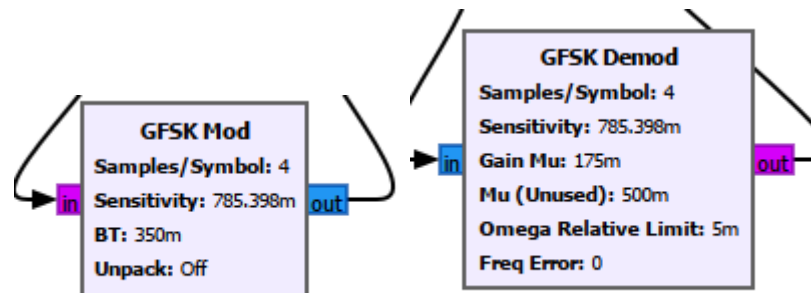 GFSK Mod
in
Samples/Symbol: 4
Sensitivity: 785.398m
BT: 350m
Unpack: Off
out
GFSK Demod
in
Samples/Symbol: 4
Sensitivity: 785.398m
Gain Mu: 175m
Mu (Unused): 500m
Omega Relative Limit: 5m
Freq Error: 0
out